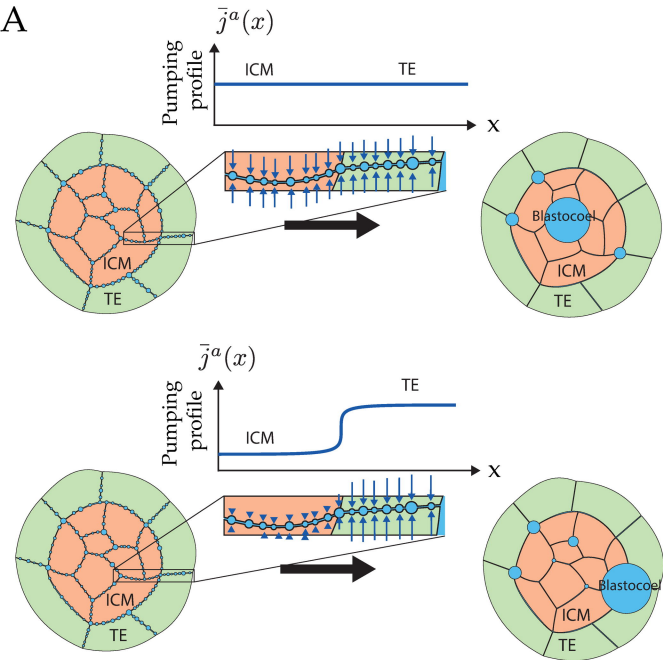 A
j̄ᵃ(x)
Pumping
profile
ICM
TE
x
ICM
TE
Blastocoel
ICM
TE
j̄ᵃ(x)
Pumping
profile
TE
ICM
x
ICM
TE
Blastocoel
ICM
TE